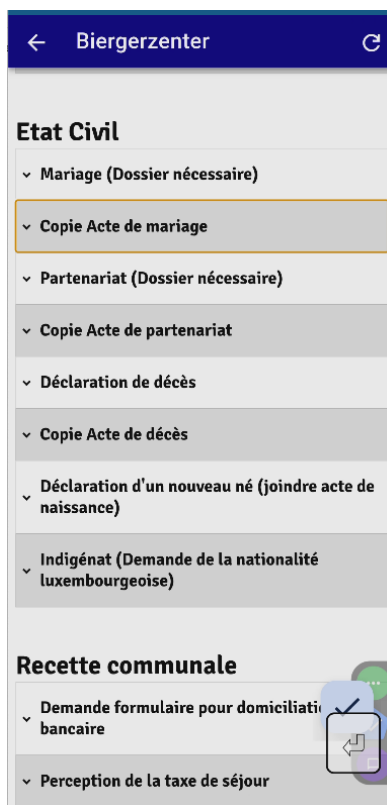 Biergerzenter
Etat Civil
Mariage (Dossier nécessaire)
Copie Acte de mariage
Partenariat (Dossier nécessaire)
Copie Acte de partenariat
Déclaration de décès
Copie Acte de décès
Déclaration d'un nouveau né (joindre acte de
naissance)
Indigénat (Demande de la nationalité
luxembourgeoise)
Recette communale
Demande formulaire pour
bancaire
Perception de la taxe de séjour